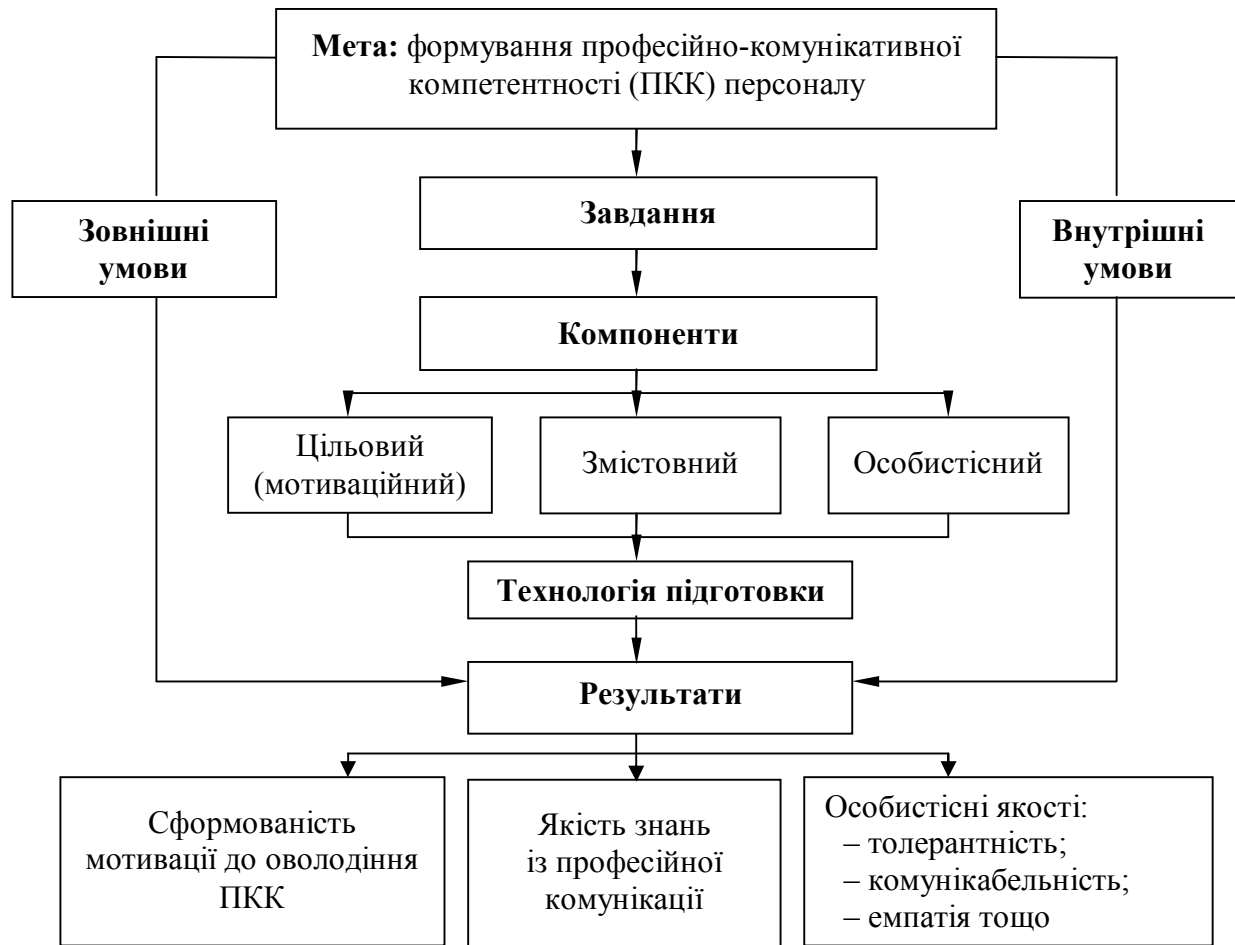 Мета: формування професійно-комунікативної
компетентності (ПКК) персоналу
Завдання
Зовнішні
умови
Внутрішні
умови
Компоненти
Цільовий
(мотиваційний)
Змістовний
Особистісний
Технологія підготовки
Результати
Сформованість
мотивації до оволодіння
ПКК
Якість знань
із професійної
комунікації
Особистісні якості:
– толерантність;
– комунікабельність;
– емпатія тощо